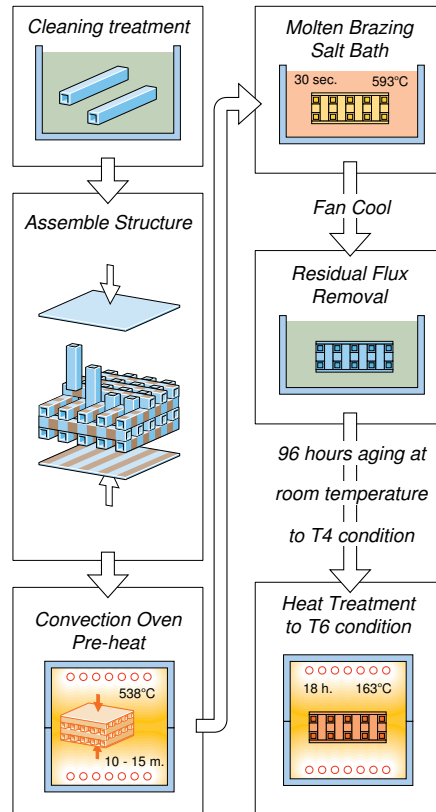 Cleaning treatment
Assemble Structure
Convection Oven
Pre-heat
538°C
10 - 15 m.
Molten Brazing
Salt Bath
30 sec. 593°C
Fan Cool
Residual Flux
Removal
96 hours aging at
room temperature
to T4 condition
Heat Treatment
to T6 condition
18 h. 163°C